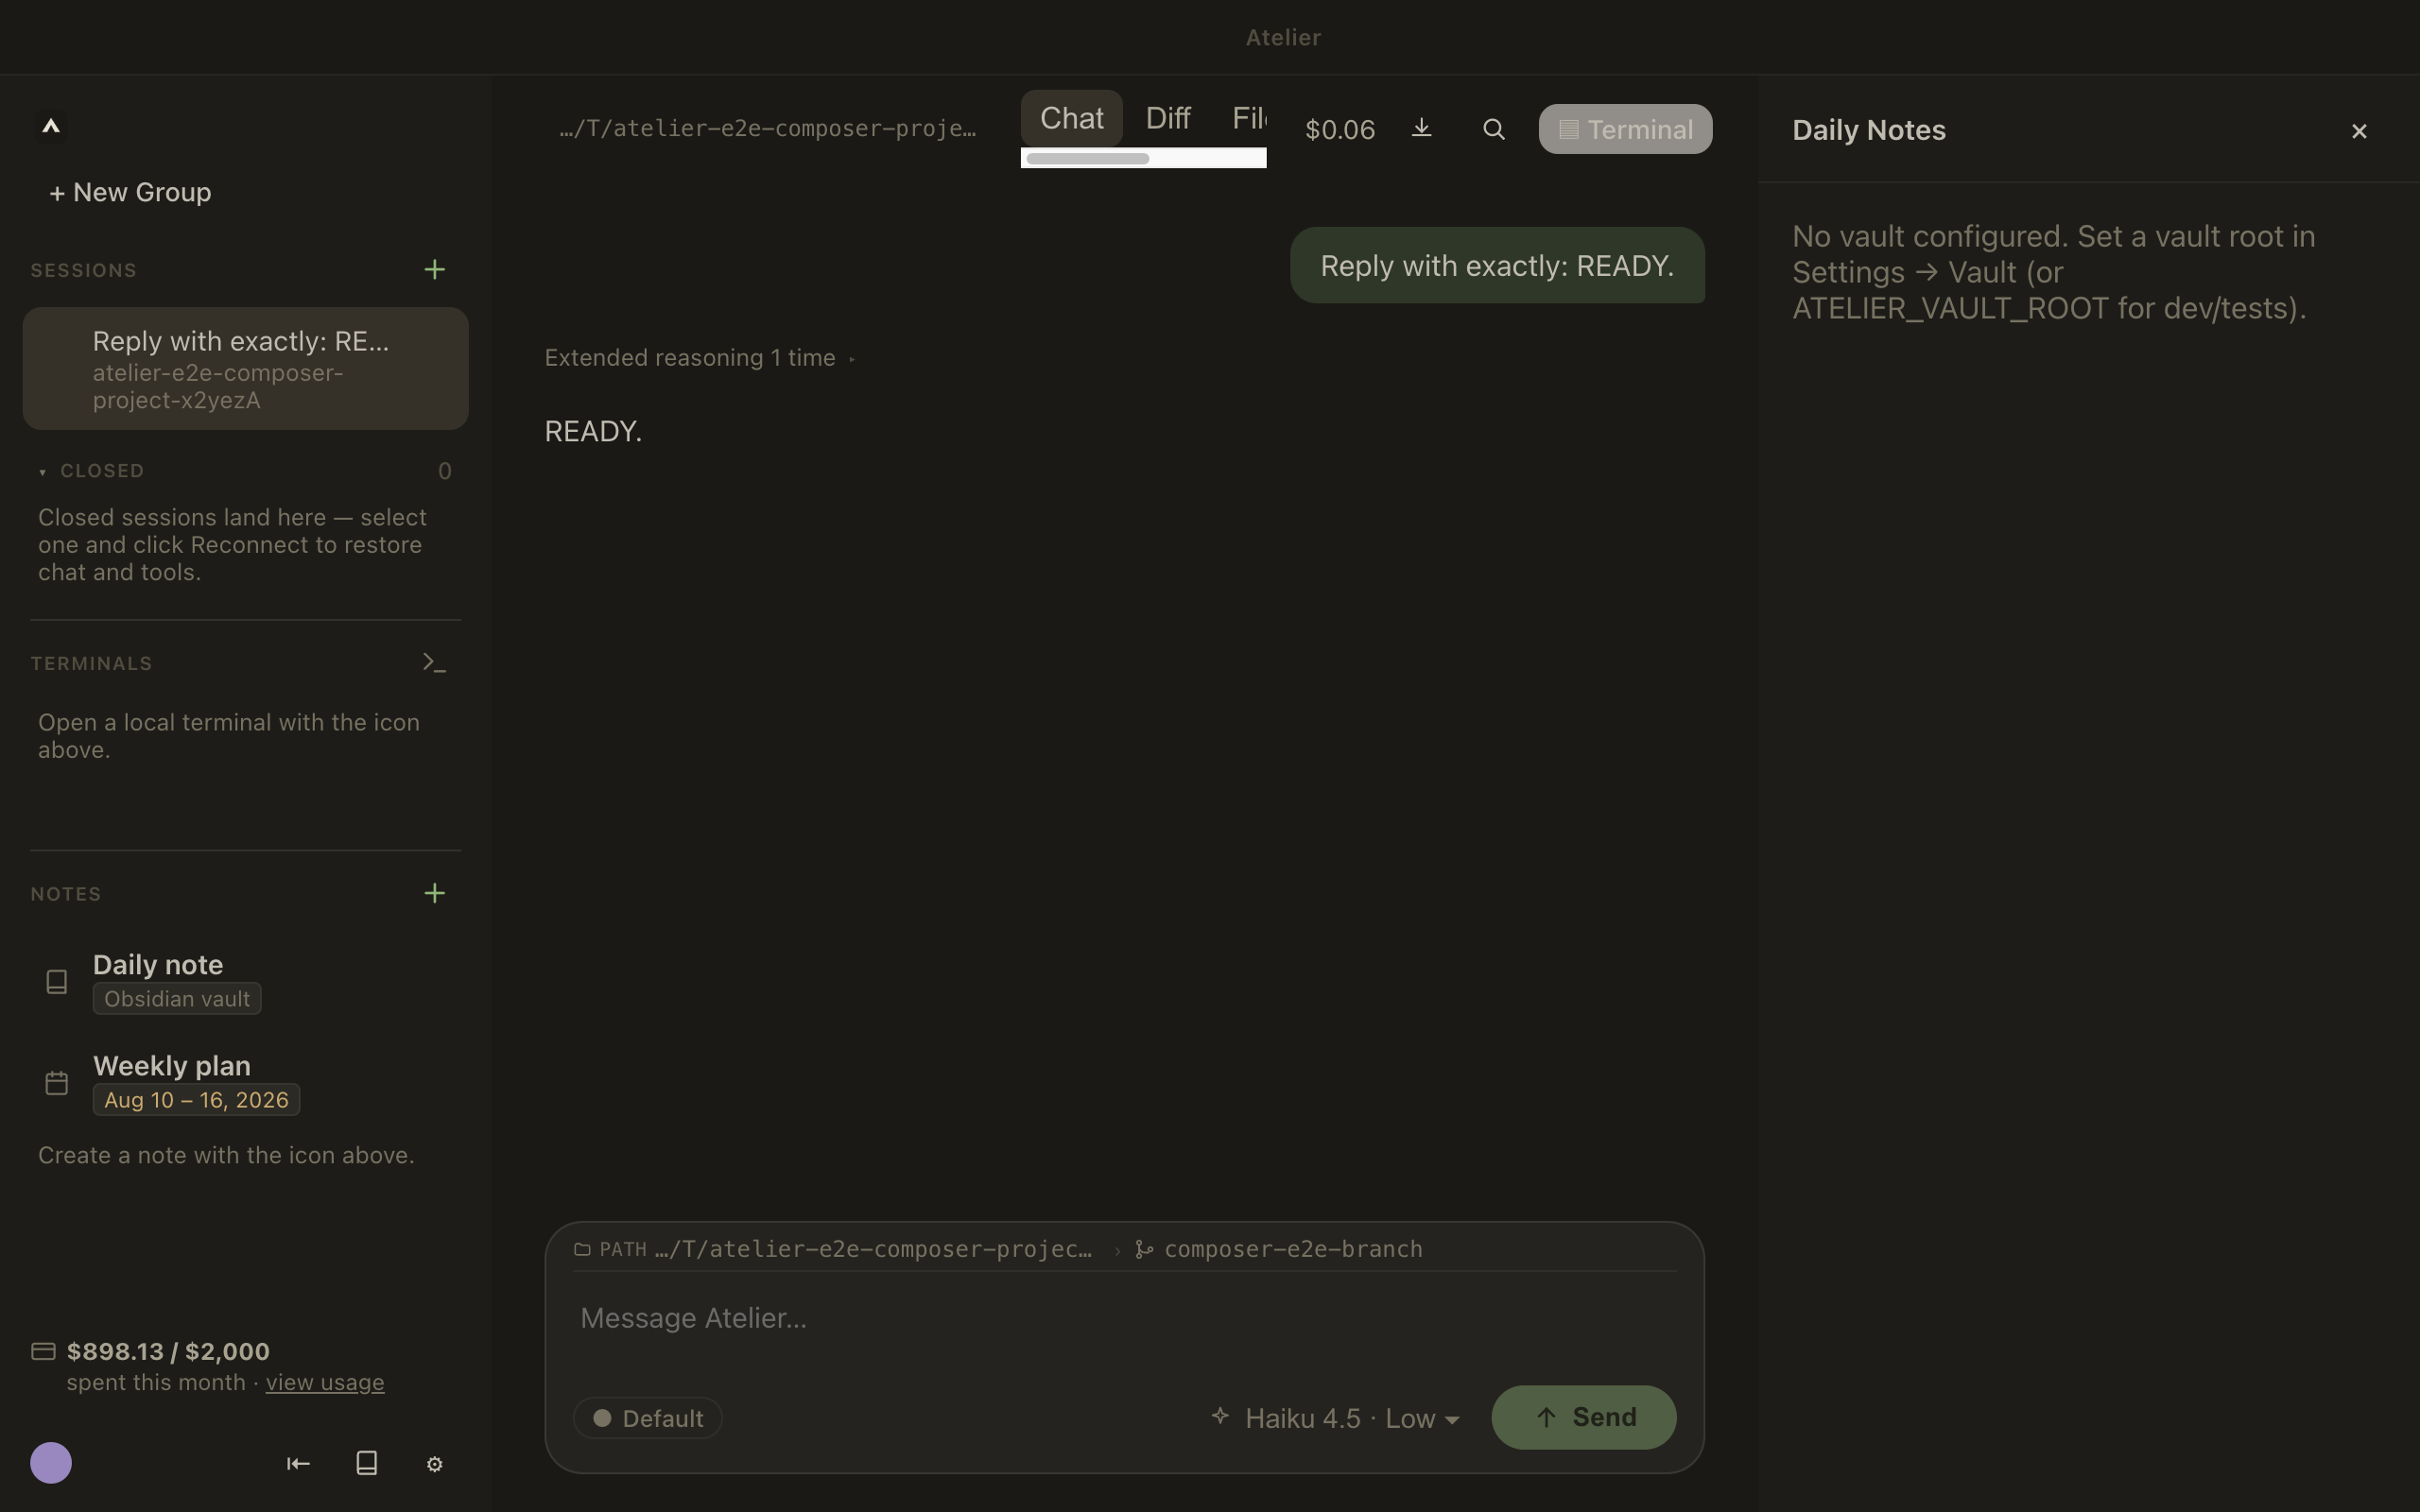 Atelier
+ New Group
SESSIONS
Reply with exactly: RE...
atelier-e2e-composer-
project-x2yezA
CLOSED 0
Closed sessions land here — select
one and click Reconnect to restore
chat and tools.
TERMINALS
Open a local terminal with the icon
above.
NOTES
Daily note
Obsidian vault
Weekly plan
Aug 10 – 16, 2026
Create a note with the icon above.
$898.13 / $2,000
spent this month · view usage
…/T/atelier-e2e-composer-proje…
Chat Diff
$0.06
Terminal
Reply with exactly: READY.
Extended reasoning 1 time
READY.
PATH …/T/atelier-e2e-composer-projec… › composer-e2e-branch
Message Atelier...
Default
Haiku 4.5 · Low
Send
Daily Notes
No vault configured. Set a vault root in
Settings → Vault (or
ATELIER_VAULT_ROOT for dev/tests).